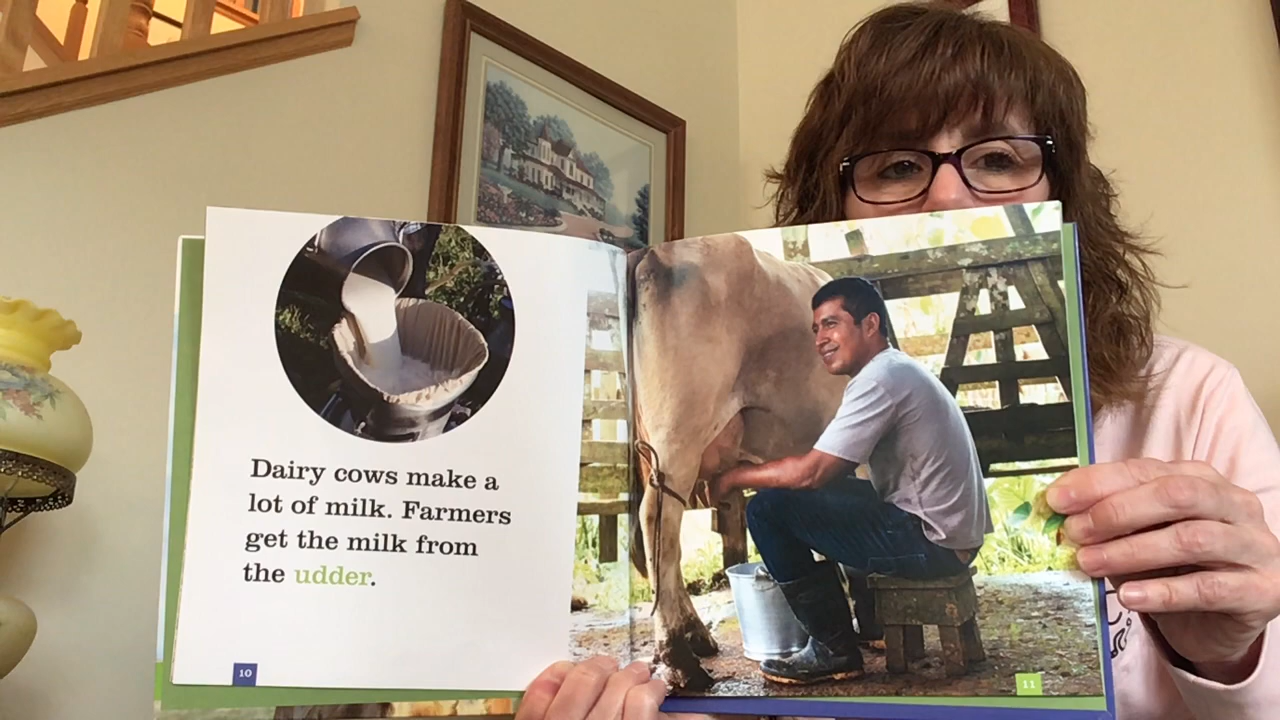 Dairy cows make a
lot of milk. Farmers
get the milk from
the udder.
10
11